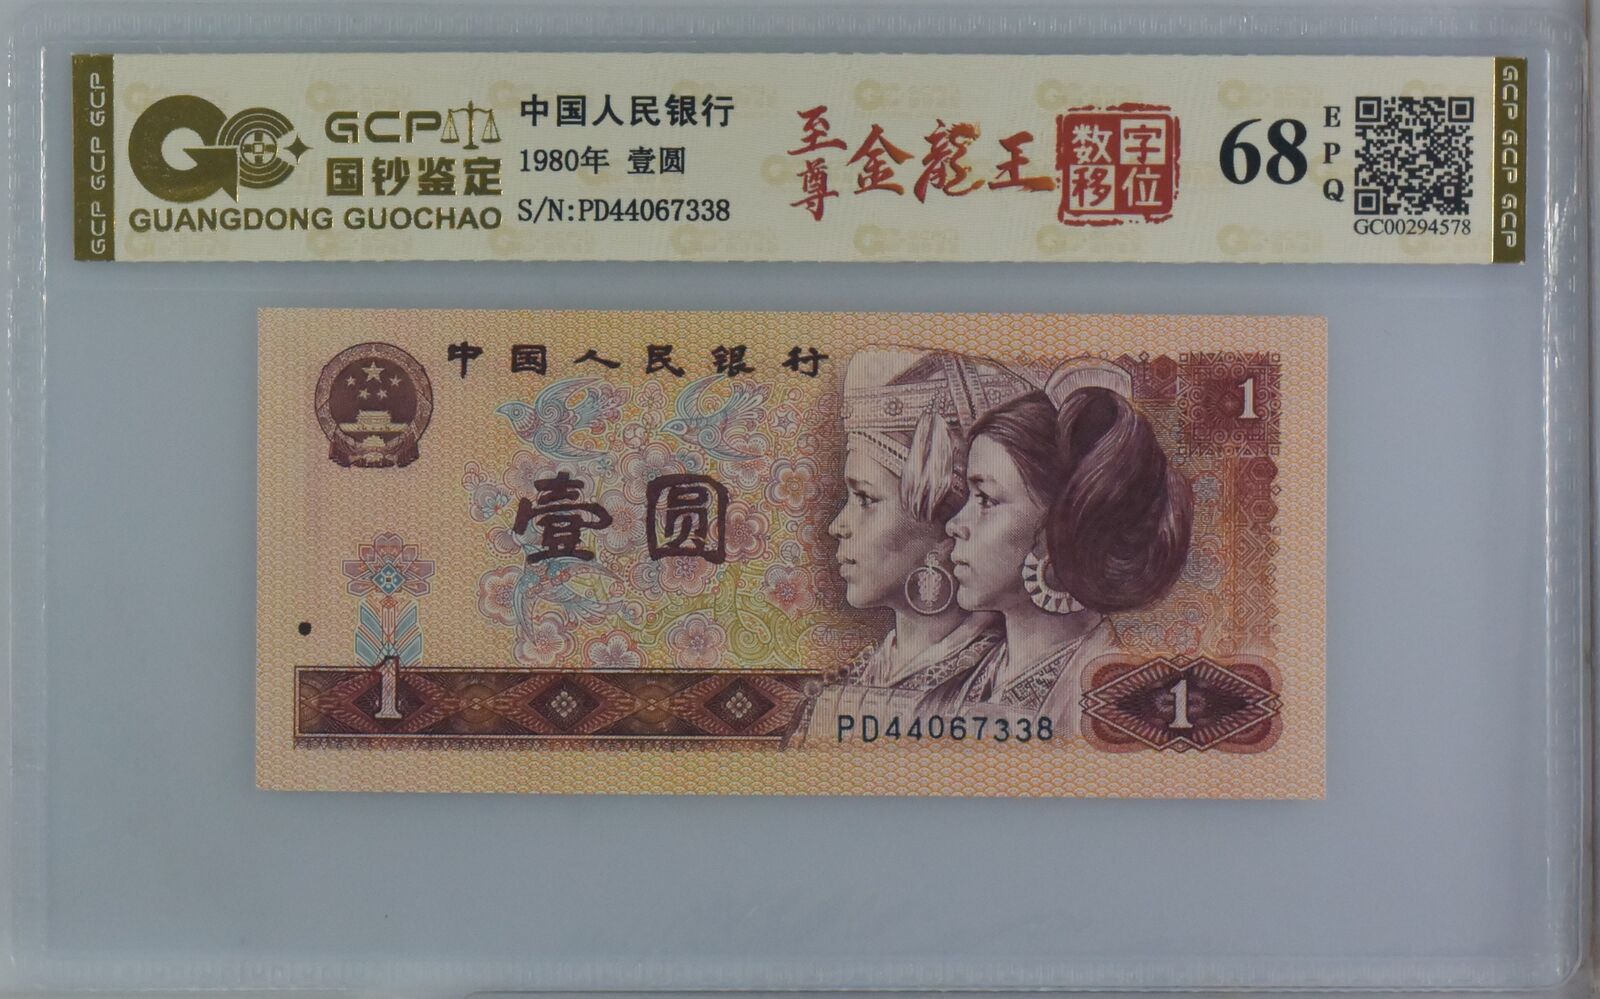 GCP GCP GCP
GC
GCP
国钞鉴定
GUANGDONG GUOCHAO
中国人民银行
1980年 壹圆
S/N:PD44067338
至尊 金龍王
数字移位
68
EPQ
GC00294578
GCP GCP GCP
中国人民银行
1
壹圆
1
PD44067338
1